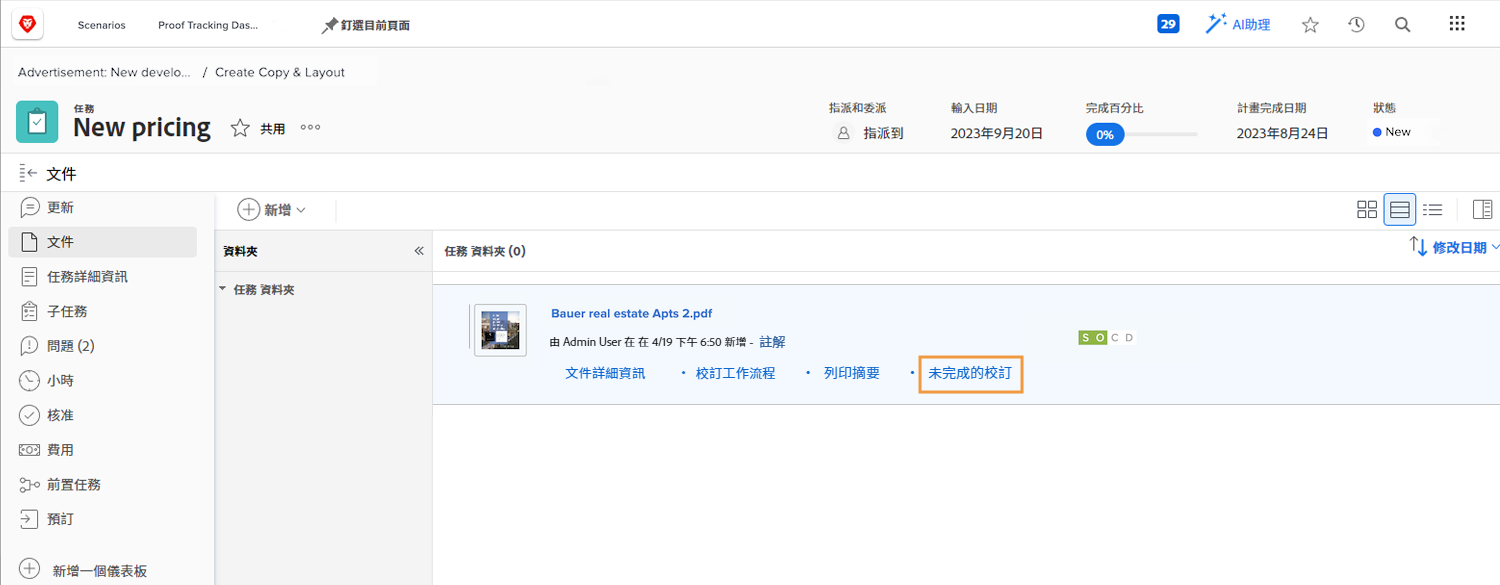 Scenarios
Proof Tracking Das...
釘選目前頁面
29
AI助理
Advertisement: New develo... / Create Copy & Layout
任務
New pricing
共用
指派和委派
指派到
輸入日期
2023年9月20日
完成百分比
0%
計畫完成日期
2023年8月24日
狀態
New
文件
更新
文件
任務詳細資訊
子任務
問題 (2)
小時
核准
費用
前置任務
預訂
新增一個儀表板
新增
資料夾
任務 資料夾
任務 資料夾 (0)
修改日期
Bauer real estate Apts 2.pdf
由 Admin User 在 在 4/19 下午 6:50 新增 - 註解
文件詳細資訊 • 校訂工作流程 • 列印摘要 • 未完成的校訂
S O C D